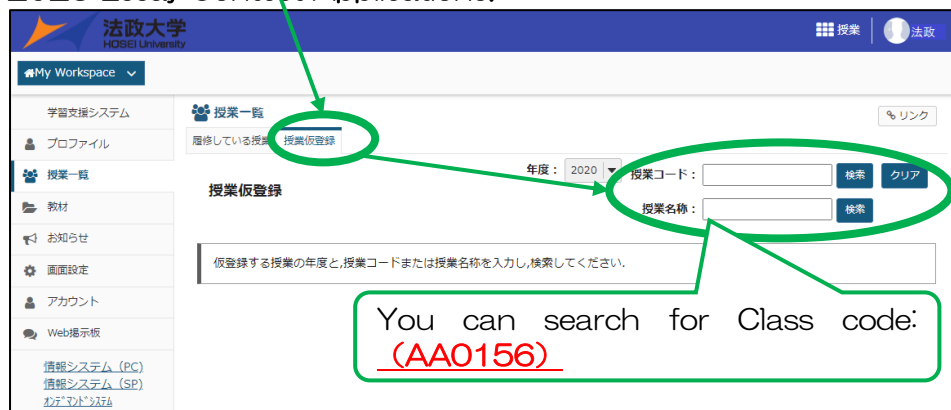 法政大学
HOSEI University
授業
法政
My Workspace
学習支援システム
授業一覧
リンク
プロファイル
履修している授業
授業仮登録
授業一覧
年度： 2020
授業コード：
検索
クリア
授業仮登録
教材
授業名称：
検索
お知らせ
仮登録する授業の年度と,授業コードまたは授業名称を入力し,検索してください.
画面設定
アカウント
You can search for Class code:
（AA0156）
Web掲示板
情報システム（PC）
情報システム（SP）
ｵﾝﾃﾞﾏﾝﾄﾞｼｽﾃﾑ